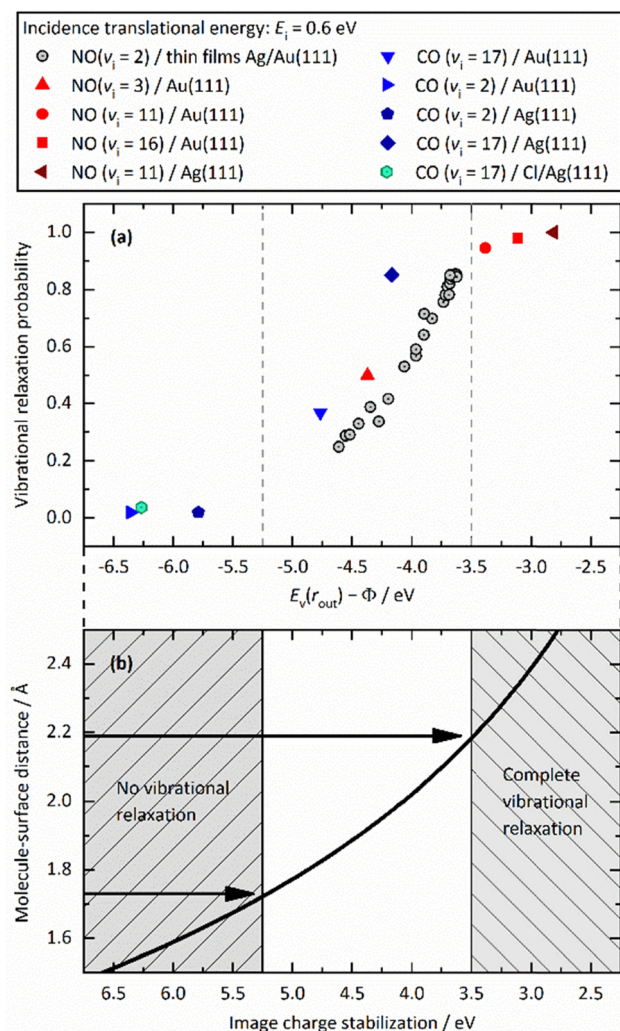 Incidence translational energy: Eᵢ = 0.6 eV
NO(vᵢ = 2) / thin films Ag/Au(111)
NO(vᵢ = 3) / Au(111)
NO (vᵢ = 11) / Au(111)
NO (vᵢ = 16) / Au(111)
NO (vᵢ = 11) / Ag(111)
CO (vᵢ = 17) / Au(111)
CO (vᵢ = 2) / Au(111)
CO (vᵢ = 2) / Ag(111)
CO (vᵢ = 17) / Ag(111)
CO (vᵢ = 17) / Cl/Ag(111)
(a)
Vibrational relaxation probability
1.0
0.8
0.6
0.4
0.2
0.0
-6.5 -6.0 -5.5 -5.0 -4.5 -4.0 -3.5 -3.0 -2.5
Eᵥ(r_out) − Φ / eV
(b)
Molecule-surface distance / Å
2.4
2.2
2.0
1.8
1.6
No vibrational
relaxation
Complete
vibrational
relaxation
6.5 6.0 5.5 5.0 4.5 4.0 3.5 3.0 2.5
Image charge stabilization / eV